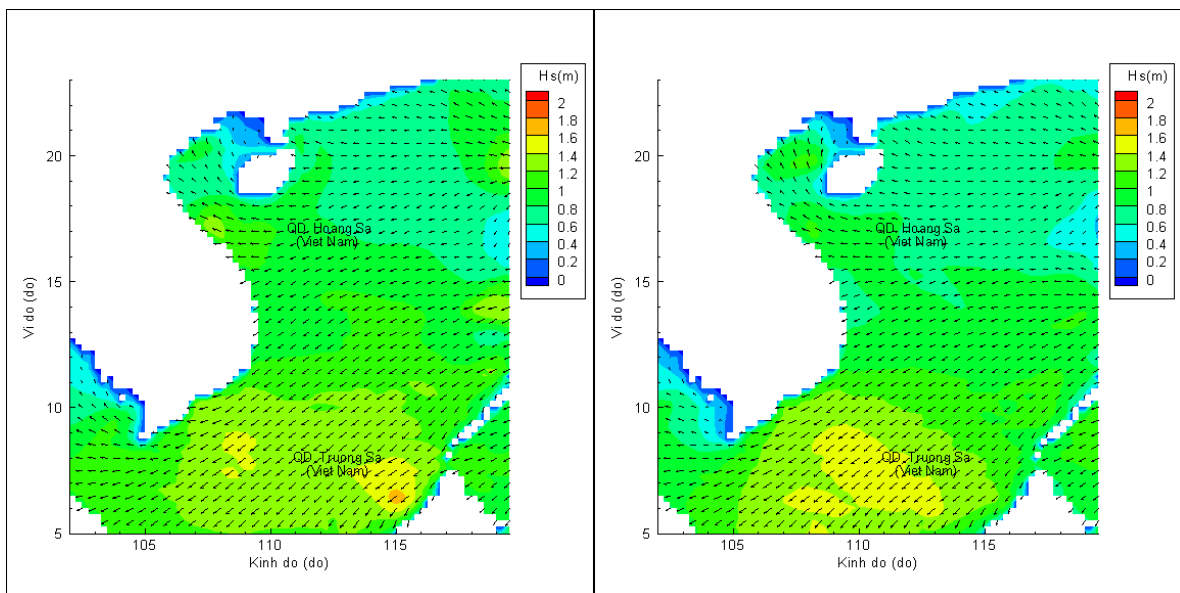 Hs(m)
2
1.8
1.6
1.4
1.2
1
0.8
0.6
0.4
0.2
0
20
15
10
5
Vi do (do)
QD. Hoang Sa
(Viet Nam)
QD. Truong Sa
(Viet Nam)
105
110
115
Kinh do (do)
Hs(m)
2
1.8
1.6
1.4
1.2
1
0.8
0.6
0.4
0.2
0
20
15
10
5
Vi do (do)
QD. Hoang Sa
(Viet Nam)
QD. Truong Sa
(Viet Nam)
105
110
115
Kinh do (do)